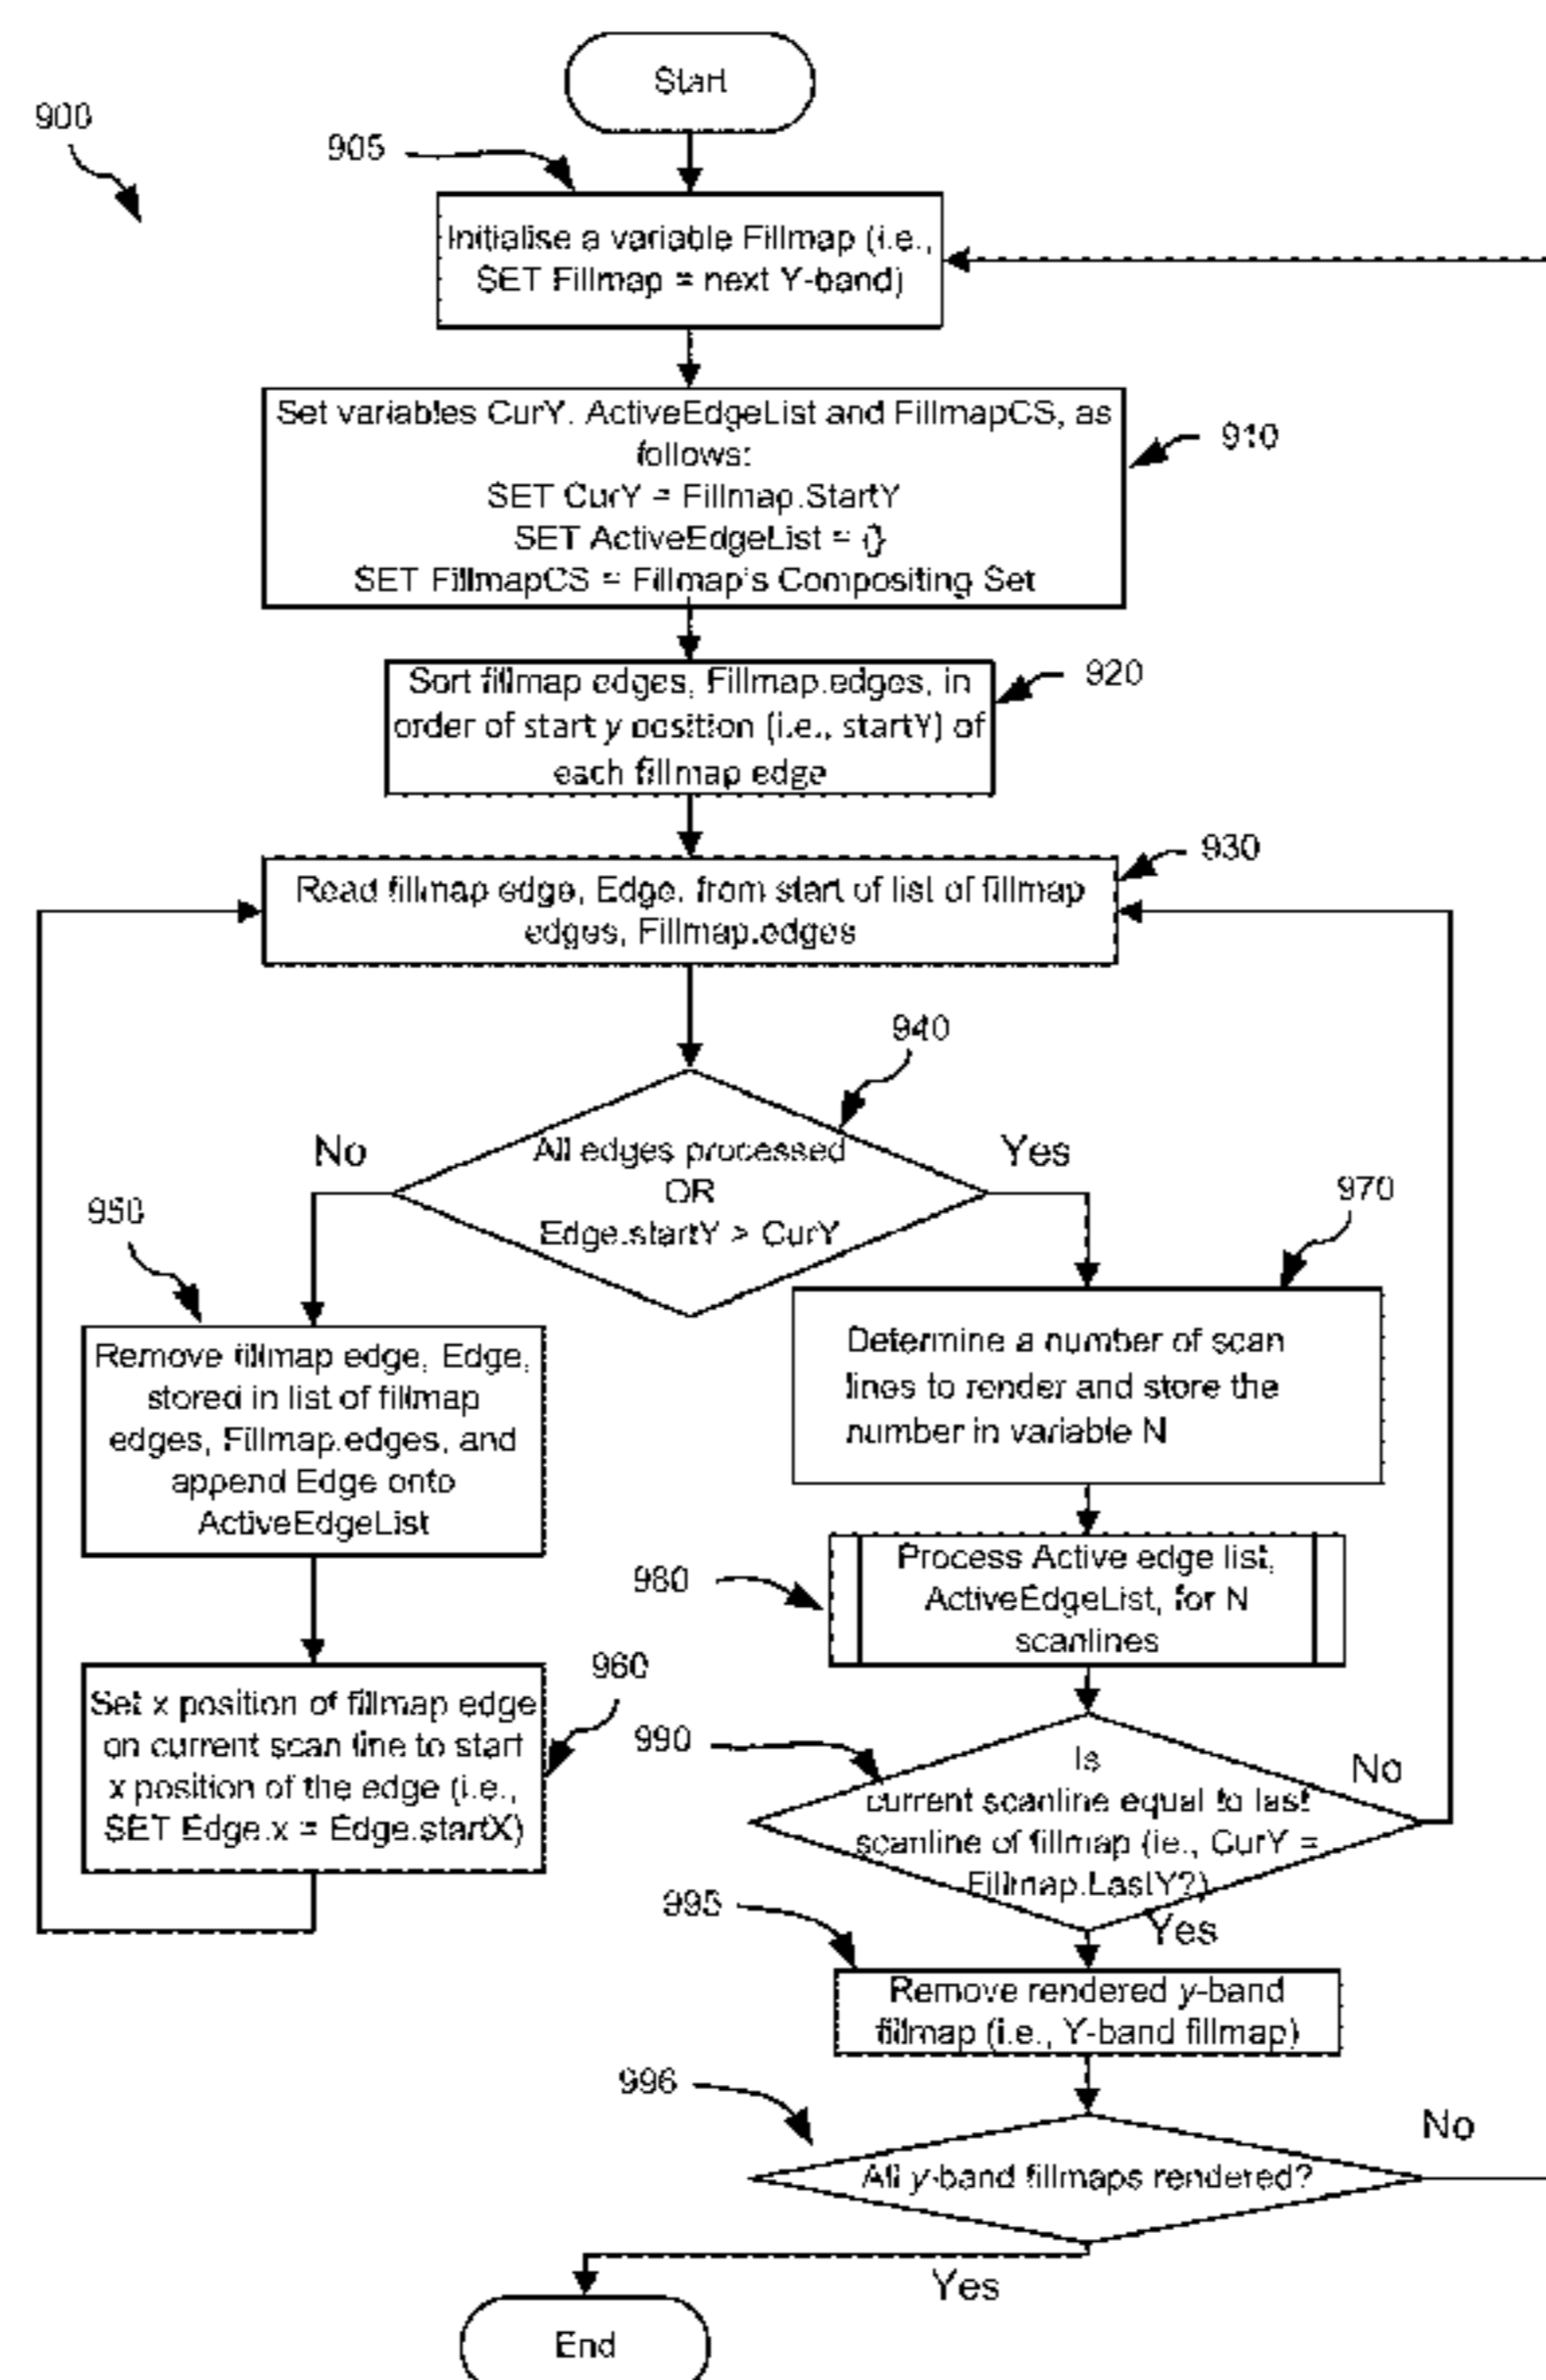 Start
900
905
Initialise a variable Fillmap (i.e.,
SET Fillmap = next Y-band)
Set variables CurY, ActiveEdgeList and FillmapCS, as
follows:
SET CurY = Fillmap.StartY
SET ActiveEdgeList = {}
SET FillmapCS = Fillmap's Compositing Set
910
Sort fillmap edges, Fillmap.edges, in
order of start y position (i.e., startY) of
each fillmap edge
920
930
Read fillmap edge, Edge, from start of list of fillmap
edges, Fillmap.edges
940
No
All edges processed
OR
Edge.startY > CurY
Yes
950
970
Remove fillmap edge, Edge,
stored in list of fillmap
edges, Fillmap.edges, and
append Edge onto
ActiveEdgeList
Determine a number of scan
lines to render and store the
number in variable N
980
Process Active edge list,
ActiveEdgeList, for N
scanlines
960
Set x position of fillmap edge
on current scan line to start
x position of the edge (i.e.,
SET Edge.x = Edge.startX)
990
Is
current scanline equal to last
scanline of fillmap (ie., CurY =
Fillmap.LastY?)
No
Yes
995
Remove rendered y-band
fillmap (i.e., Y-band fillmap)
996
All y-band fillmaps rendered?
No
Yes
End